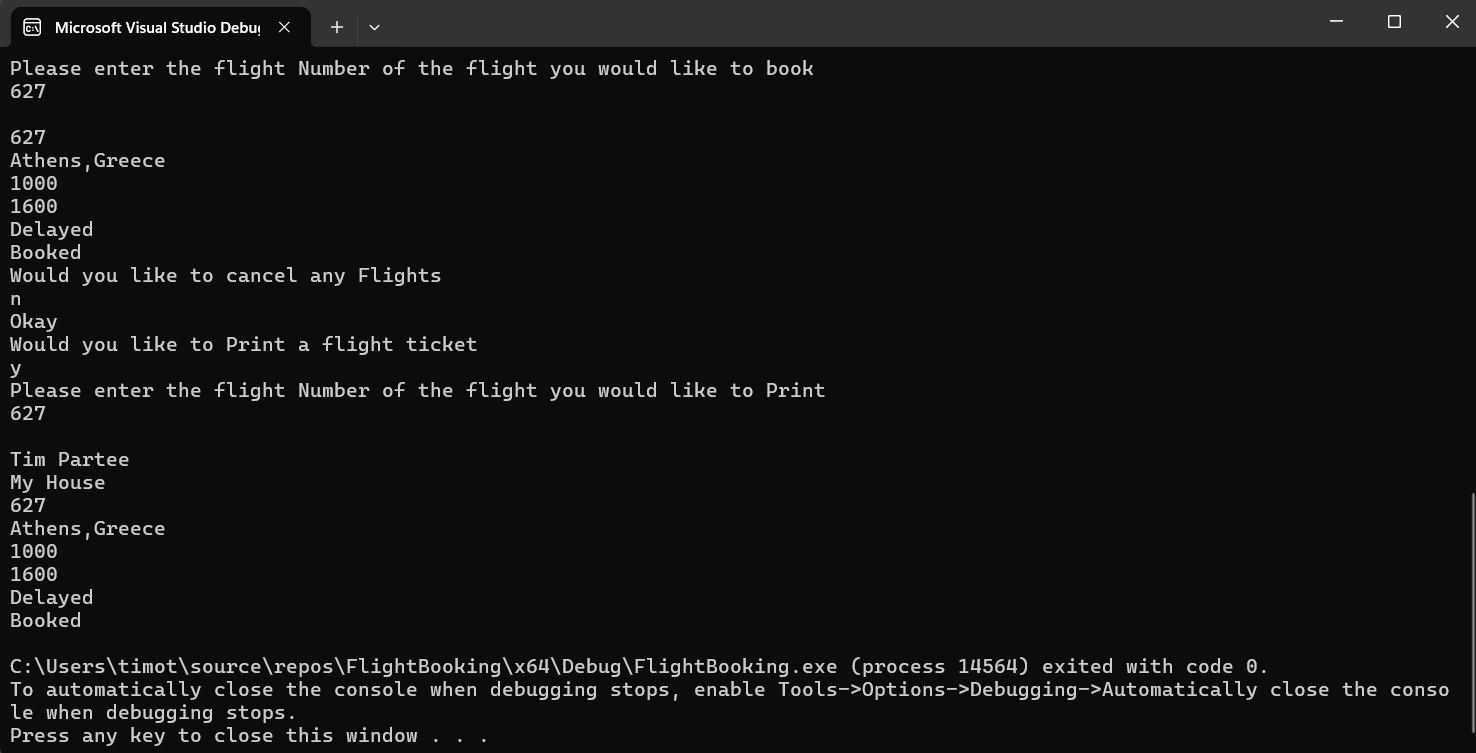 Microsoft Visual Studio Debug
Please enter the flight Number of the flight you would like to book
627
627
Athens,Greece
1000
1600
Delayed
Booked
Would you like to cancel any Flights
n
Okay
Would you like to Print a flight ticket
y
Please enter the flight Number of the flight you would like to Print
627
Tim Partee
My House
627
Athens,Greece
1000
1600
Delayed
Booked
C:\Users\timot\source\repos\FlightBooking\x64\Debug\FlightBooking.exe (process 14564) exited with code 0.
To automatically close the console when debugging stops, enable Tools->Options->Debugging->Automatically close the conso
le when debugging stops.
Press any key to close this window . . .